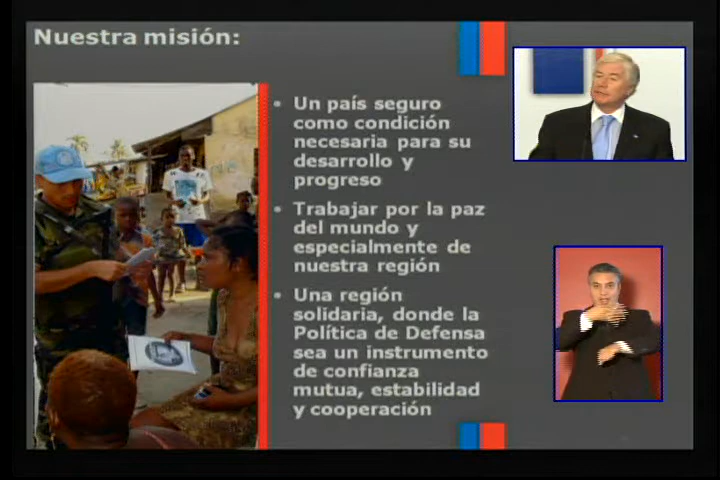 Nuestra misión:
• Un país seguro
como condición
necesaria para su
desarrollo y
progreso
• Trabajar por la paz
del mundo y
especialmente de
nuestra región
• Una región
solidaria, donde la
Política de Defensa
sea un instrumento
de confianza
mutua, estabilidad
y cooperación